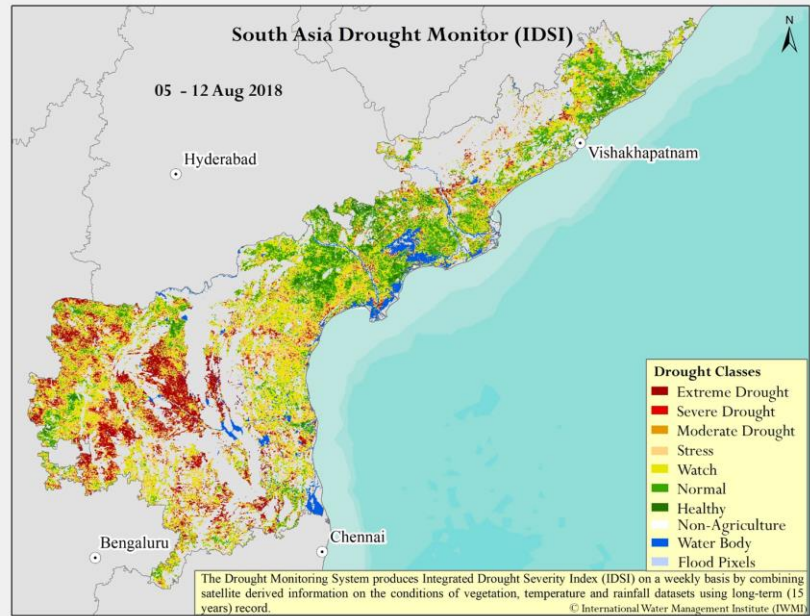 South Asia Drought Monitor (IDSI)
N
05 - 12 Aug 2018
Hyderabad
Vishakhapatnam
Drought Classes
Extreme Drought
Severe Drought
Moderate Drought
Stress
Watch
Normal
Healthy
Non-Agriculture
Water Body
Flood Pixels
Bengaluru
Chennai
The Drought Monitoring System produces Integrated Drought Severity Index (IDSI) on a weekly basis by combining
satellite derived information on the conditions of vegetation, temperature and rainfall datasets using long-term (15
years) record.
© International Water Management Institute (IWMI)